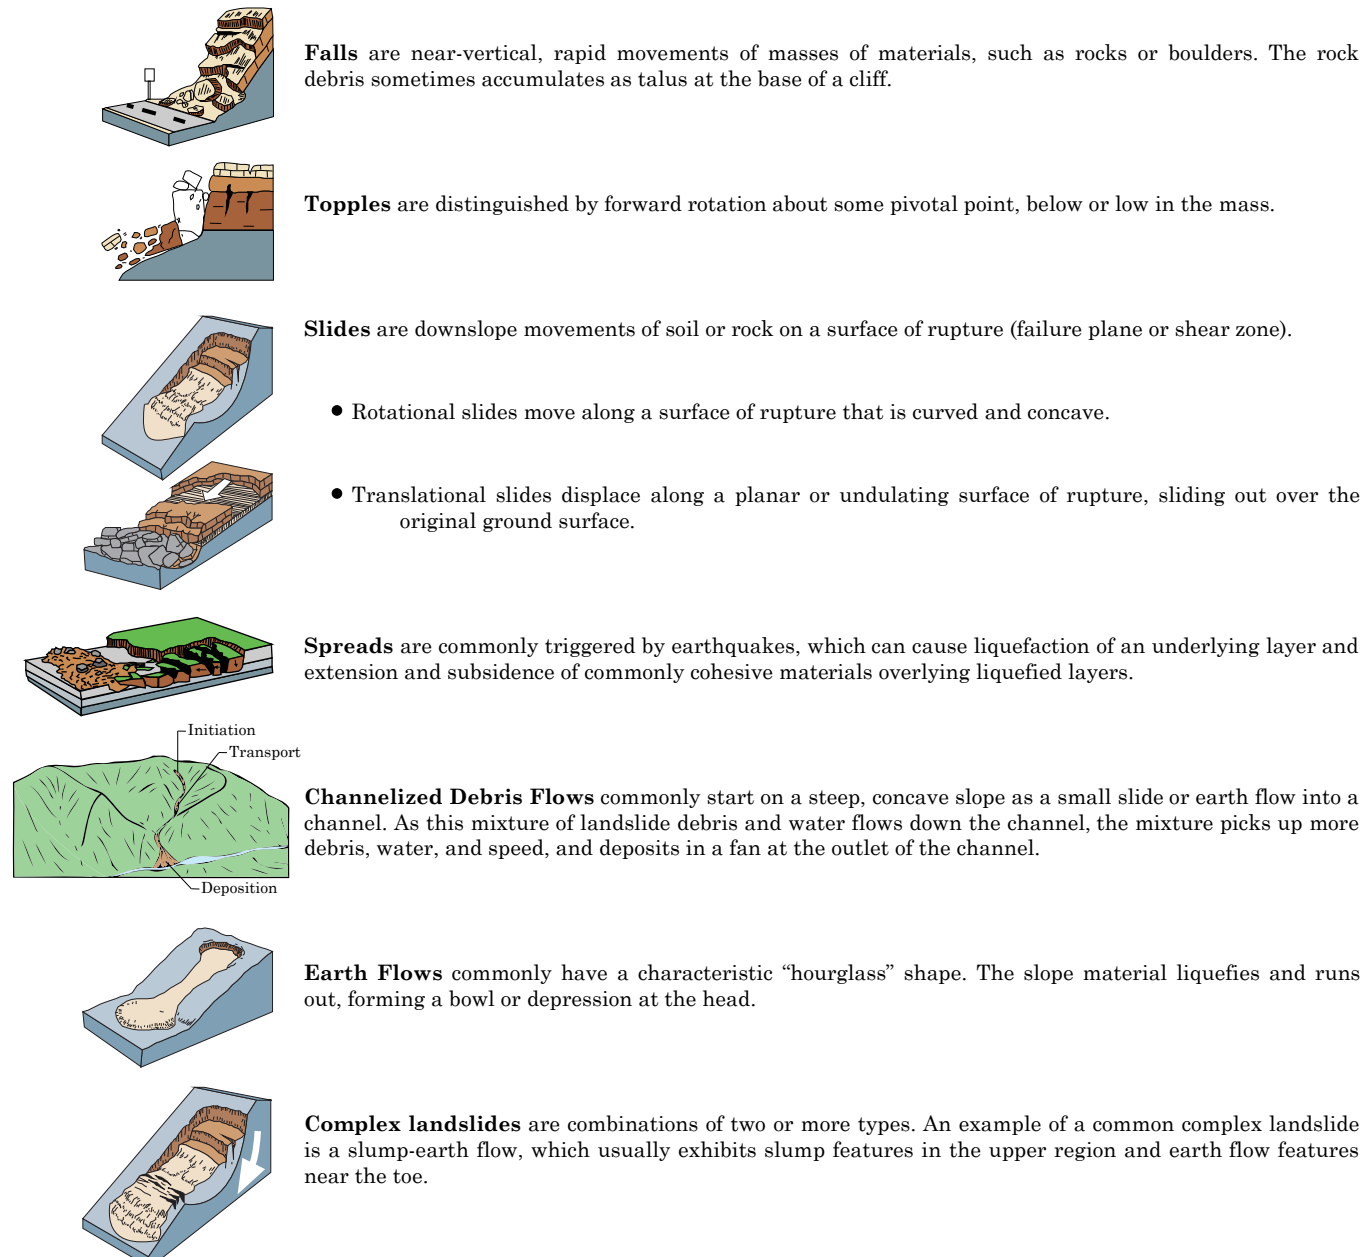 Falls are near-vertical, rapid movements of masses of materials, such as rocks or boulders. The rock
debris sometimes accumulates as talus at the base of a cliff.
Topples are distinguished by forward rotation about some pivotal point, below or low in the mass.
Slides are downslope movements of soil or rock on a surface of rupture (failure plane or shear zone).
● Rotational slides move along a surface of rupture that is curved and concave.
● Translational slides displace along a planar or undulating surface of rupture, sliding out over the
original ground surface.
Spreads are commonly triggered by earthquakes, which can cause liquefaction of an underlying layer and
extension and subsidence of commonly cohesive materials overlying liquefied layers.
Initiation
Transport
Channelized Debris Flows commonly start on a steep, concave slope as a small slide or earth flow into a
channel. As this mixture of landslide debris and water flows down the channel, the mixture picks up more
debris, water, and speed, and deposits in a fan at the outlet of the channel.
Deposition
Earth Flows commonly have a characteristic “hourglass” shape. The slope material liquefies and runs
out, forming a bowl or depression at the head.
Complex landslides are combinations of two or more types. An example of a common complex landslide
is a slump-earth flow, which usually exhibits slump features in the upper region and earth flow features
near the toe.